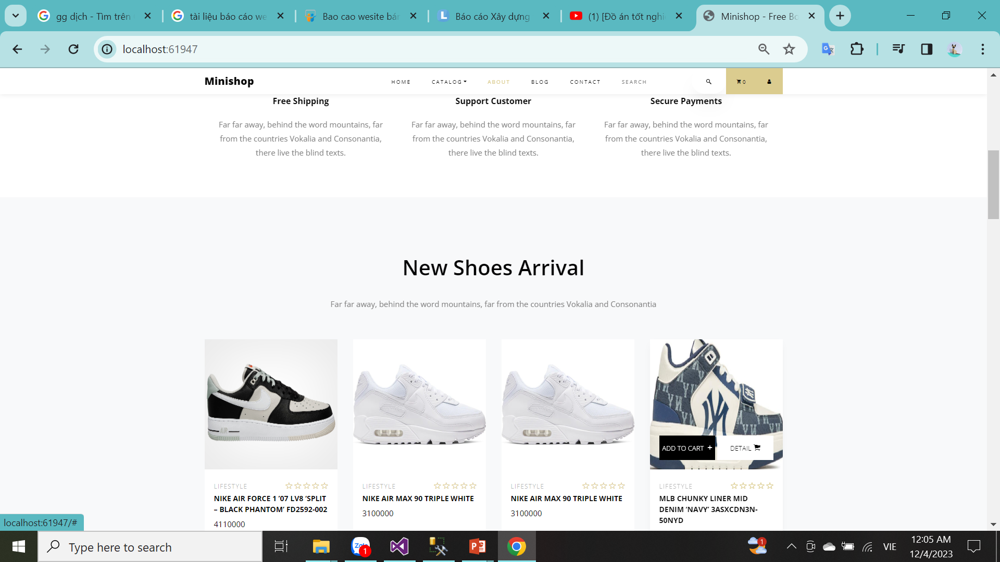 gg dịch - Tìm trên
tài liệu báo cáo we
Bao cao wesite bán
Báo cáo Xây dựng
(1) [Đồ án tốt nghi
Minishop - Free Bo
localhost:61947
Minishop
HOME
CATALOG
ABOUT
BLOG
CONTACT
SEARCH
0
Free Shipping
Support Customer
Secure Payments
Far far away, behind the word mountains, far
from the countries Vokalia and Consonantia,
there live the blind texts.
Far far away, behind the word mountains, far
from the countries Vokalia and Consonantia,
there live the blind texts.
Far far away, behind the word mountains, far
from the countries Vokalia and Consonantia,
there live the blind texts.
New Shoes Arrival
Far far away, behind the word mountains, far from the countries Vokalia and Consonantia
AIR
ADD TO CART +
DETAIL
LIFESTYLE
NIKE AIR FORCE 1 ’07 LV8 ‘SPLIT
– BLACK PHANTOM’ FD2592-002
4110000
LIFESTYLE
NIKE AIR MAX 90 TRIPLE WHITE
3100000
LIFESTYLE
NIKE AIR MAX 90 TRIPLE WHITE
3100000
LIFESTYLE
MLB CHUNKY LINER MID
DENIM ‘NAVY’ 3ASXCDN3N-
50NYD
localhost:61947/#
Type here to search
1
1
VIE
12:05 AM
12/4/2023